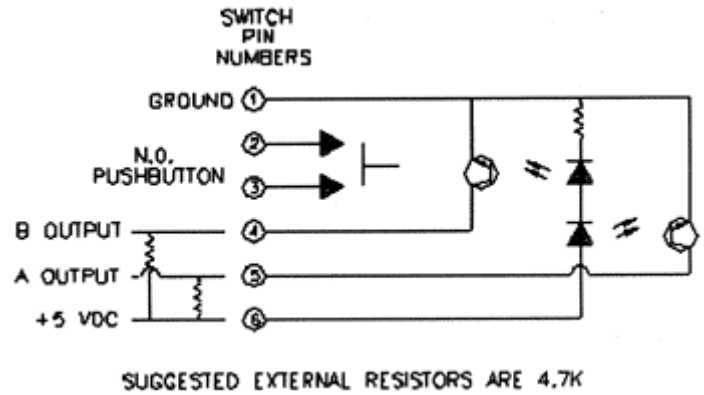 SWITCH
PIN
NUMBERS
GROUND 1
2
N.O.
PUSHBUTTON
3
B OUTPUT 4
A OUTPUT 5
+5 VDC 6
SUGGESTED EXTERNAL RESISTORS ARE 4.7K